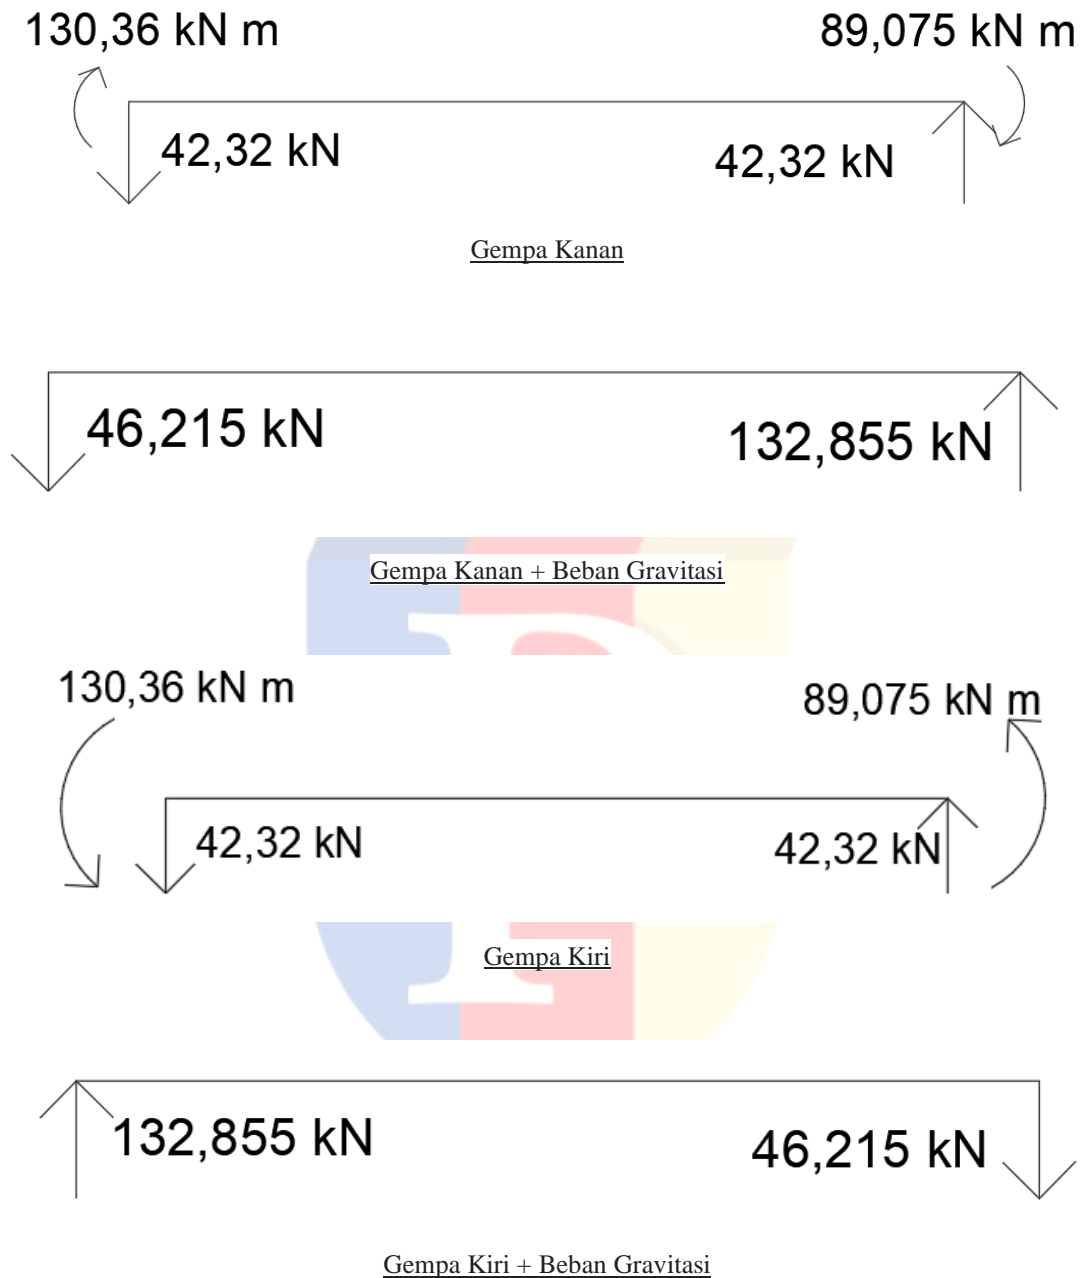 130,36 kN m
89,075 kN m
42,32 kN
42,32 kN
Gempa Kanan
46,215 kN
132,855 kN
Gempa Kanan + Beban Gravitasi
130,36 kN m
89,075 kN m
42,32 kN
42,32 kN
Gempa Kiri
132,855 kN
46,215 kN
Gempa Kiri + Beban Gravitasi